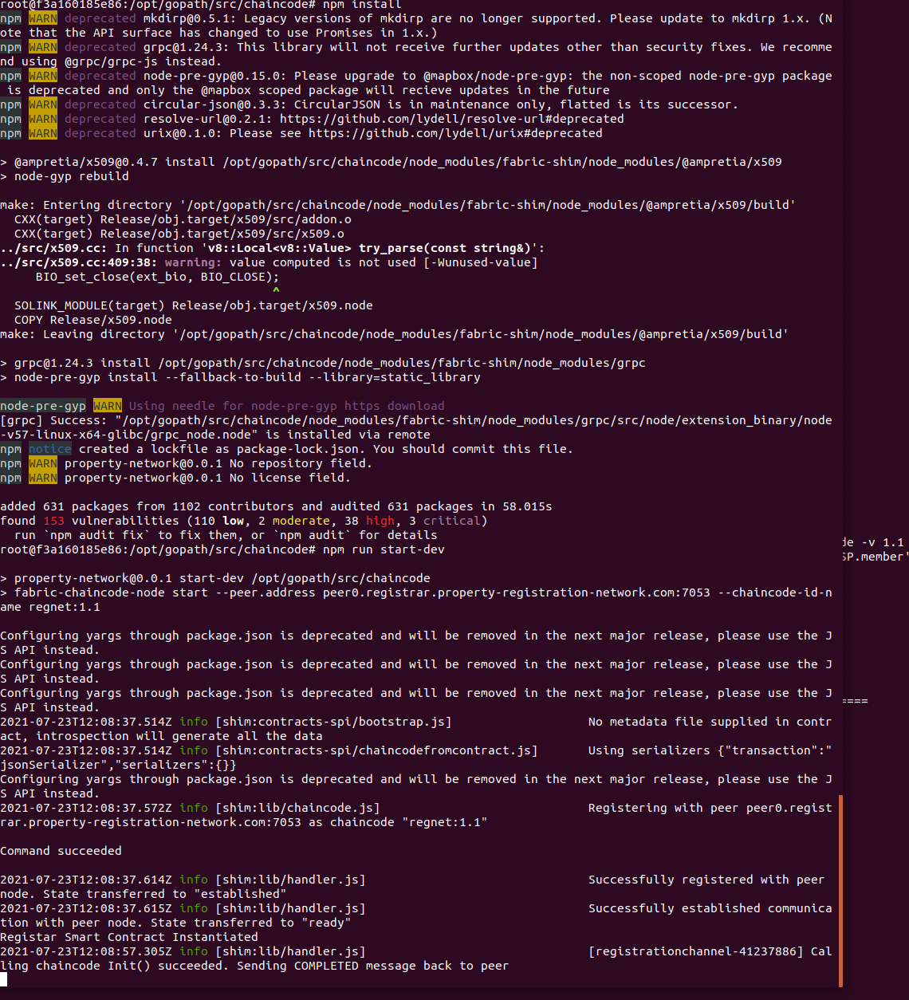 root@f3a160185e86:/opt/gopath/src/chaincode# npm install
npm WARN deprecated mkdirp@0.5.1: Legacy versions of mkdirp are no longer supported. Please update to mkdirp 1.x. (N
ote that the API surface has changed to use Promises in 1.x.)
npm WARN deprecated grpc@1.24.3: This library will not receive further updates other than security fixes. We recomme
nd using @grpc/grpc-js instead.
npm WARN deprecated node-pre-gyp@0.15.0: Please upgrade to @mapbox/node-pre-gyp: the non-scoped node-pre-gyp package
 is deprecated and only the @mapbox scoped package will recieve updates in the future
npm WARN deprecated circular-json@0.3.3: CircularJSON is in maintenance only, flatted is its successor.
npm WARN deprecated resolve-url@0.2.1: https://github.com/lydell/resolve-url#deprecated
npm WARN deprecated urix@0.1.0: Please see https://github.com/lydell/urix#deprecated
> @ampretia/x509@0.4.7 install /opt/gopath/src/chaincode/node_modules/fabric-shim/node_modules/@ampretia/x509
> node-gyp rebuild
make: Entering directory '/opt/gopath/src/chaincode/node_modules/fabric-shim/node_modules/@ampretia/x509/build'
  CXX(target) Release/obj.target/x509/src/addon.o
  CXX(target) Release/obj.target/x509/src/x509.o
../src/x509.cc: In function 'v8::Local<v8::Value> try_parse(const string&)':
../src/x509.cc:409:38: warning: value computed is not used [-Wunused-value]
     BIO_set_close(ext_bio, BIO_CLOSE);
                                      ^
  SOLINK_MODULE(target) Release/obj.target/x509.node
  COPY Release/x509.node
make: Leaving directory '/opt/gopath/src/chaincode/node_modules/fabric-shim/node_modules/@ampretia/x509/build'
> grpc@1.24.3 install /opt/gopath/src/chaincode/node_modules/fabric-shim/node_modules/grpc
> node-pre-gyp install --fallback-to-build --library=static_library
node-pre-gyp WARN Using needle for node-pre-gyp https download
[grpc] Success: "/opt/gopath/src/chaincode/node_modules/fabric-shim/node_modules/grpc/src/node/extension_binary/node
-v57-linux-x64-glibc/grpc_node.node" is installed via remote
npm notice created a lockfile as package-lock.json. You should commit this file.
npm WARN property-network@0.0.1 No repository field.
npm WARN property-network@0.0.1 No license field.
added 631 packages from 1102 contributors and audited 631 packages in 58.015s
found 153 vulnerabilities (110 low, 2 moderate, 38 high, 3 critical)
  run `npm audit fix` to fix them, or `npm audit` for details
root@f3a160185e86:/opt/gopath/src/chaincode# npm run start-dev
> property-network@0.0.1 start-dev /opt/gopath/src/chaincode
> fabric-chaincode-node start --peer.address peer0.registrar.property-registration-network.com:7053 --chaincode-id-n
ame regnet:1.1
Configuring yargs through package.json is deprecated and will be removed in the next major release, please use the J
S API instead.
Configuring yargs through package.json is deprecated and will be removed in the next major release, please use the J
S API instead.
Configuring yargs through package.json is deprecated and will be removed in the next major release, please use the J
S API instead.
2021-07-23T12:08:37.514Z info [shim:contracts-spi/bootstrap.js] No metadata file supplied in contr
act, introspection will generate all the data
2021-07-23T12:08:37.514Z info [shim:contracts-spi/chaincodefromcontract.js] Using serializers {"transaction":"
jsonSerializer","serializers":{}}
Configuring yargs through package.json is deprecated and will be removed in the next major release, please use the J
S API instead.
2021-07-23T12:08:37.572Z info [shim:lib/chaincode.js] Registering with peer peer0.regist
rar.property-registration-network.com:7053 as chaincode "regnet:1.1"
Command succeeded
2021-07-23T12:08:37.614Z info [shim:lib/handler.js] Successfully registered with peer
node. State transferred to "established"
2021-07-23T12:08:37.615Z info [shim:lib/handler.js] Successfully established communica
tion with peer node. State transferred to "ready"
Registar Smart Contract Instantiated
2021-07-23T12:08:57.305Z info [shim:lib/handler.js] [registrationchannel-41237886] Cal
ling chaincode Init() succeeded. Sending COMPLETED message back to peer
de -v 1.1
SP.member'
====